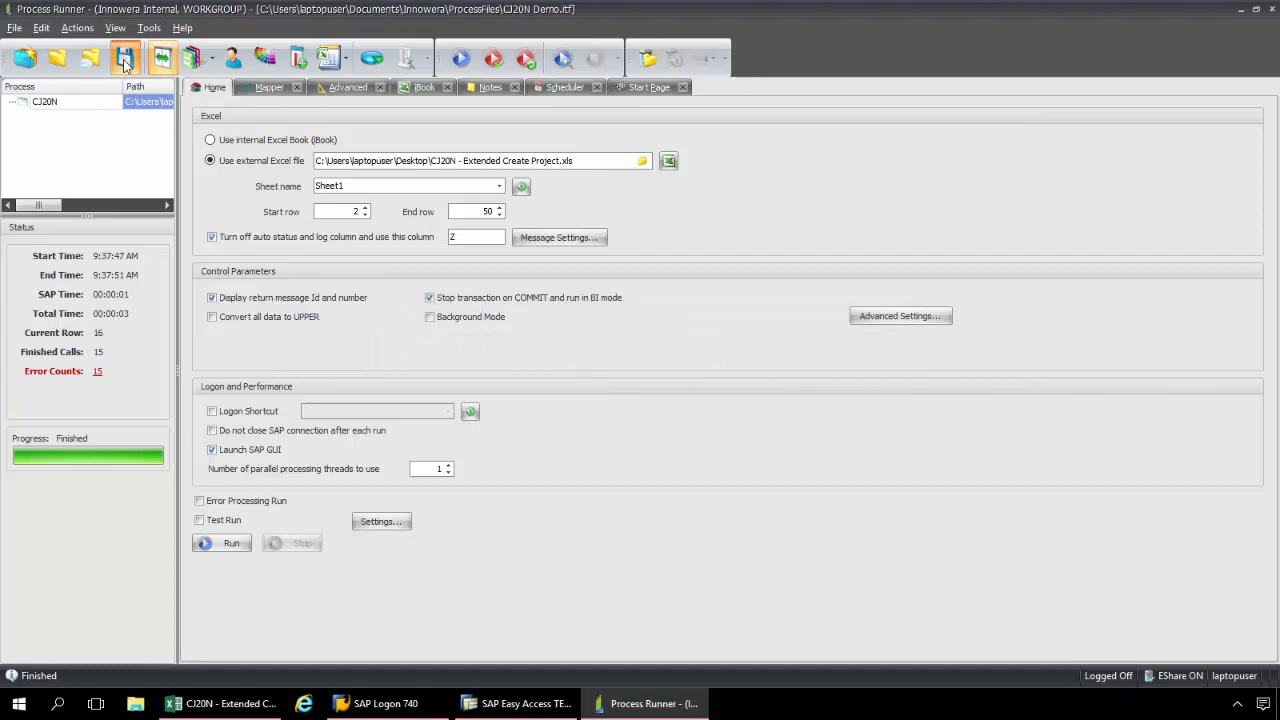 Process Runner - (Innowera Internal, WORKGROUP) - [C:\Users\laptopuser\Documents\Innowera\ProcessFiles\CJ20N Demo.itf]
File Edit Actions View Tools Help
Process Path
CJ20N C:\Users\lap
Home Mapper Advanced iBook Notes Scheduler Start Page
Excel
Use internal Excel Book (iBook)
Use external Excel file C:\Users\laptopuser\Desktop\CJ20N - Extended Create Project.xls
Sheet name Sheet1
Start row 2 End row 50
Turn off auto status and log column and use this column Z Message Settings...
Control Parameters
Display return message Id and number Stop transaction on COMMIT and run in BI mode
Convert all data to UPPER Background Mode Advanced Settings...
Logon and Performance
Logon Shortcut
Do not close SAP connection after each run
Launch SAP GUI
Number of parallel processing threads to use 1
Error Processing Run
Test Run Settings...
Run Stop
Status
Start Time: 9:37:47 AM
End Time: 9:37:51 AM
SAP Time: 00:00:01
Total Time: 00:00:03
Current Row: 16
Finished Calls: 15
Error Counts: 15
Progress: Finished
Finished Logged Off EShare ON laptopuser
CJ20N - Extended C... SAP Logon 740 SAP Easy Access TE... Process Runner - (I...